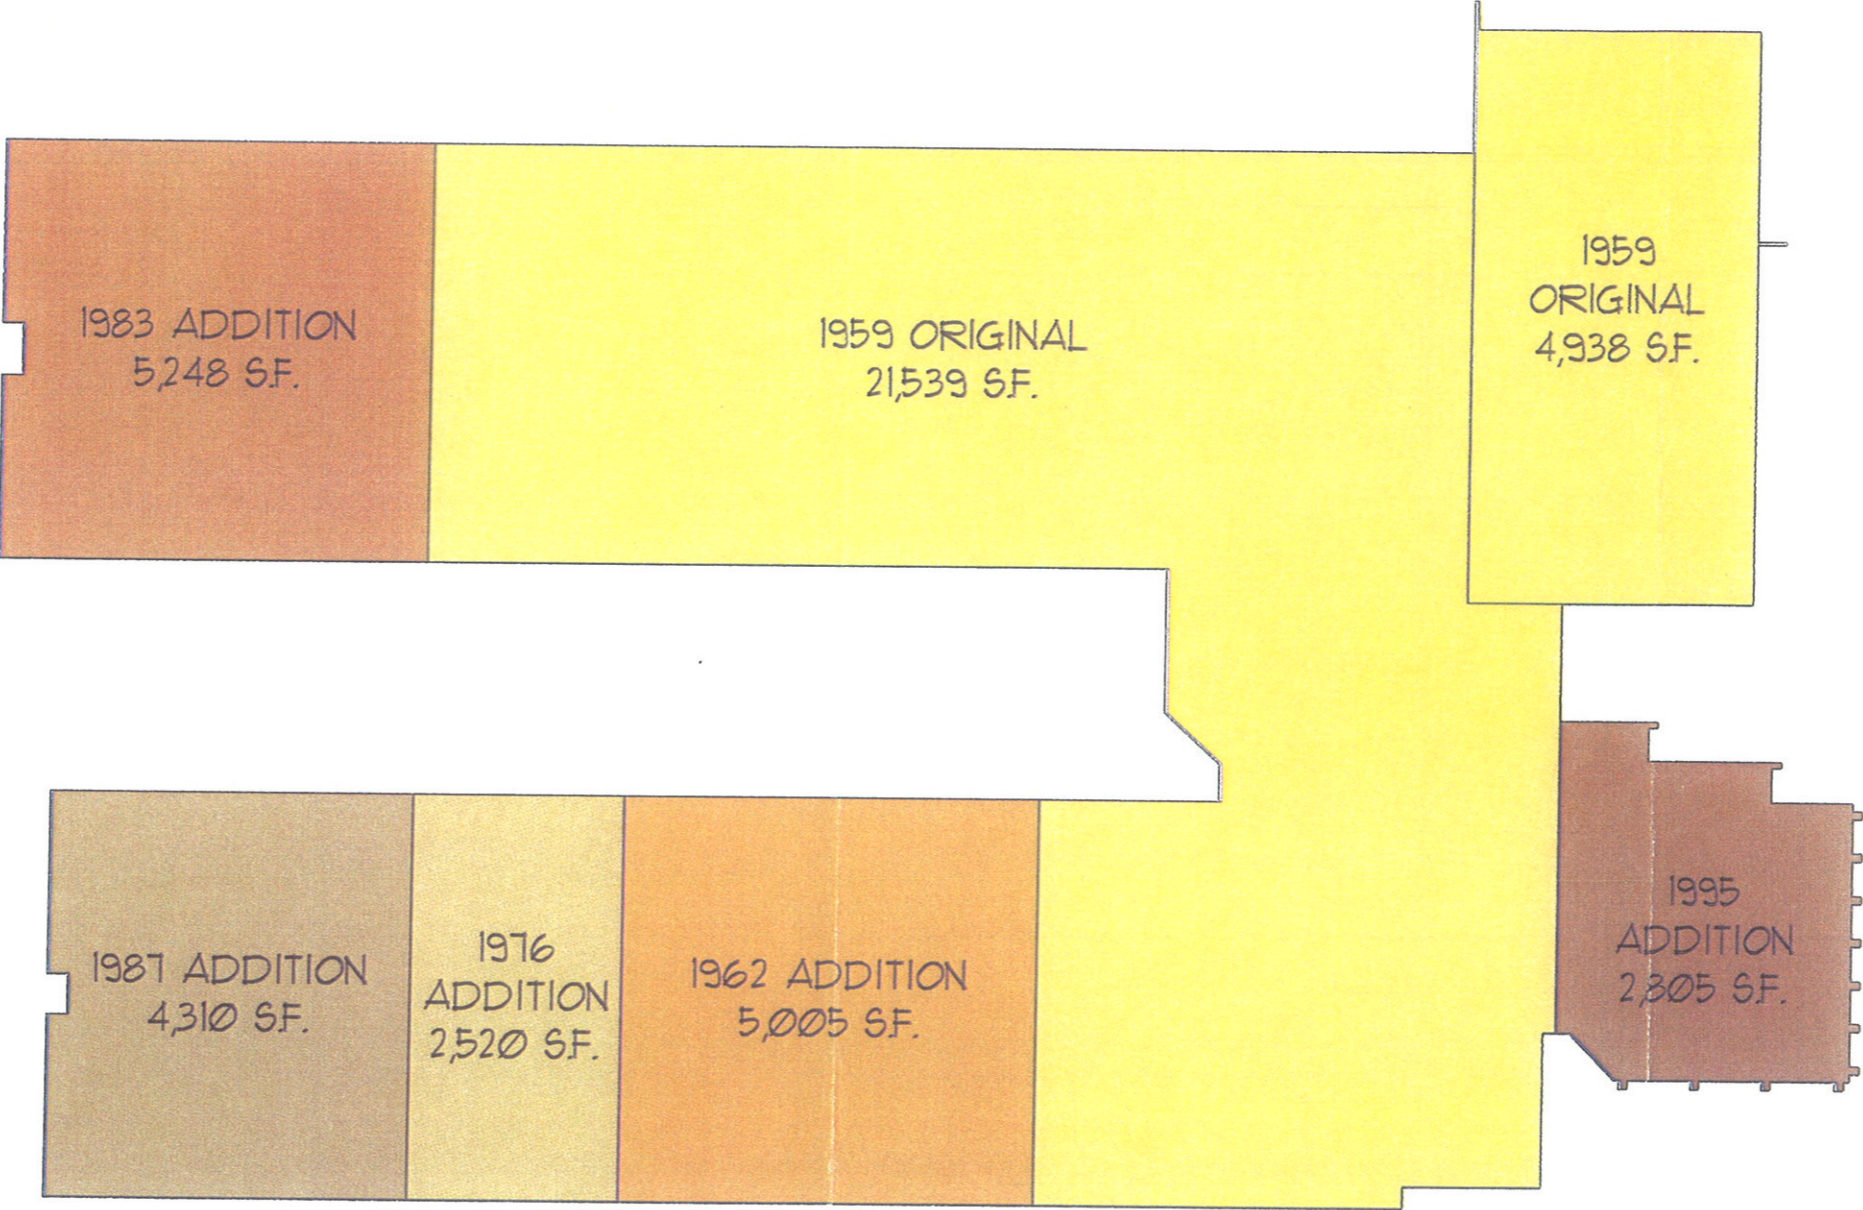 1959
ORIGINAL
4,938 S.F.
1983 ADDITION
5,248 S.F.
1959 ORIGINAL
21,539 S.F.
1987 ADDITION
4,310 S.F.
1976
ADDITION
2,520 S.F.
1962 ADDITION
5,005 S.F.
1995
ADDITION
2,305 S.F.